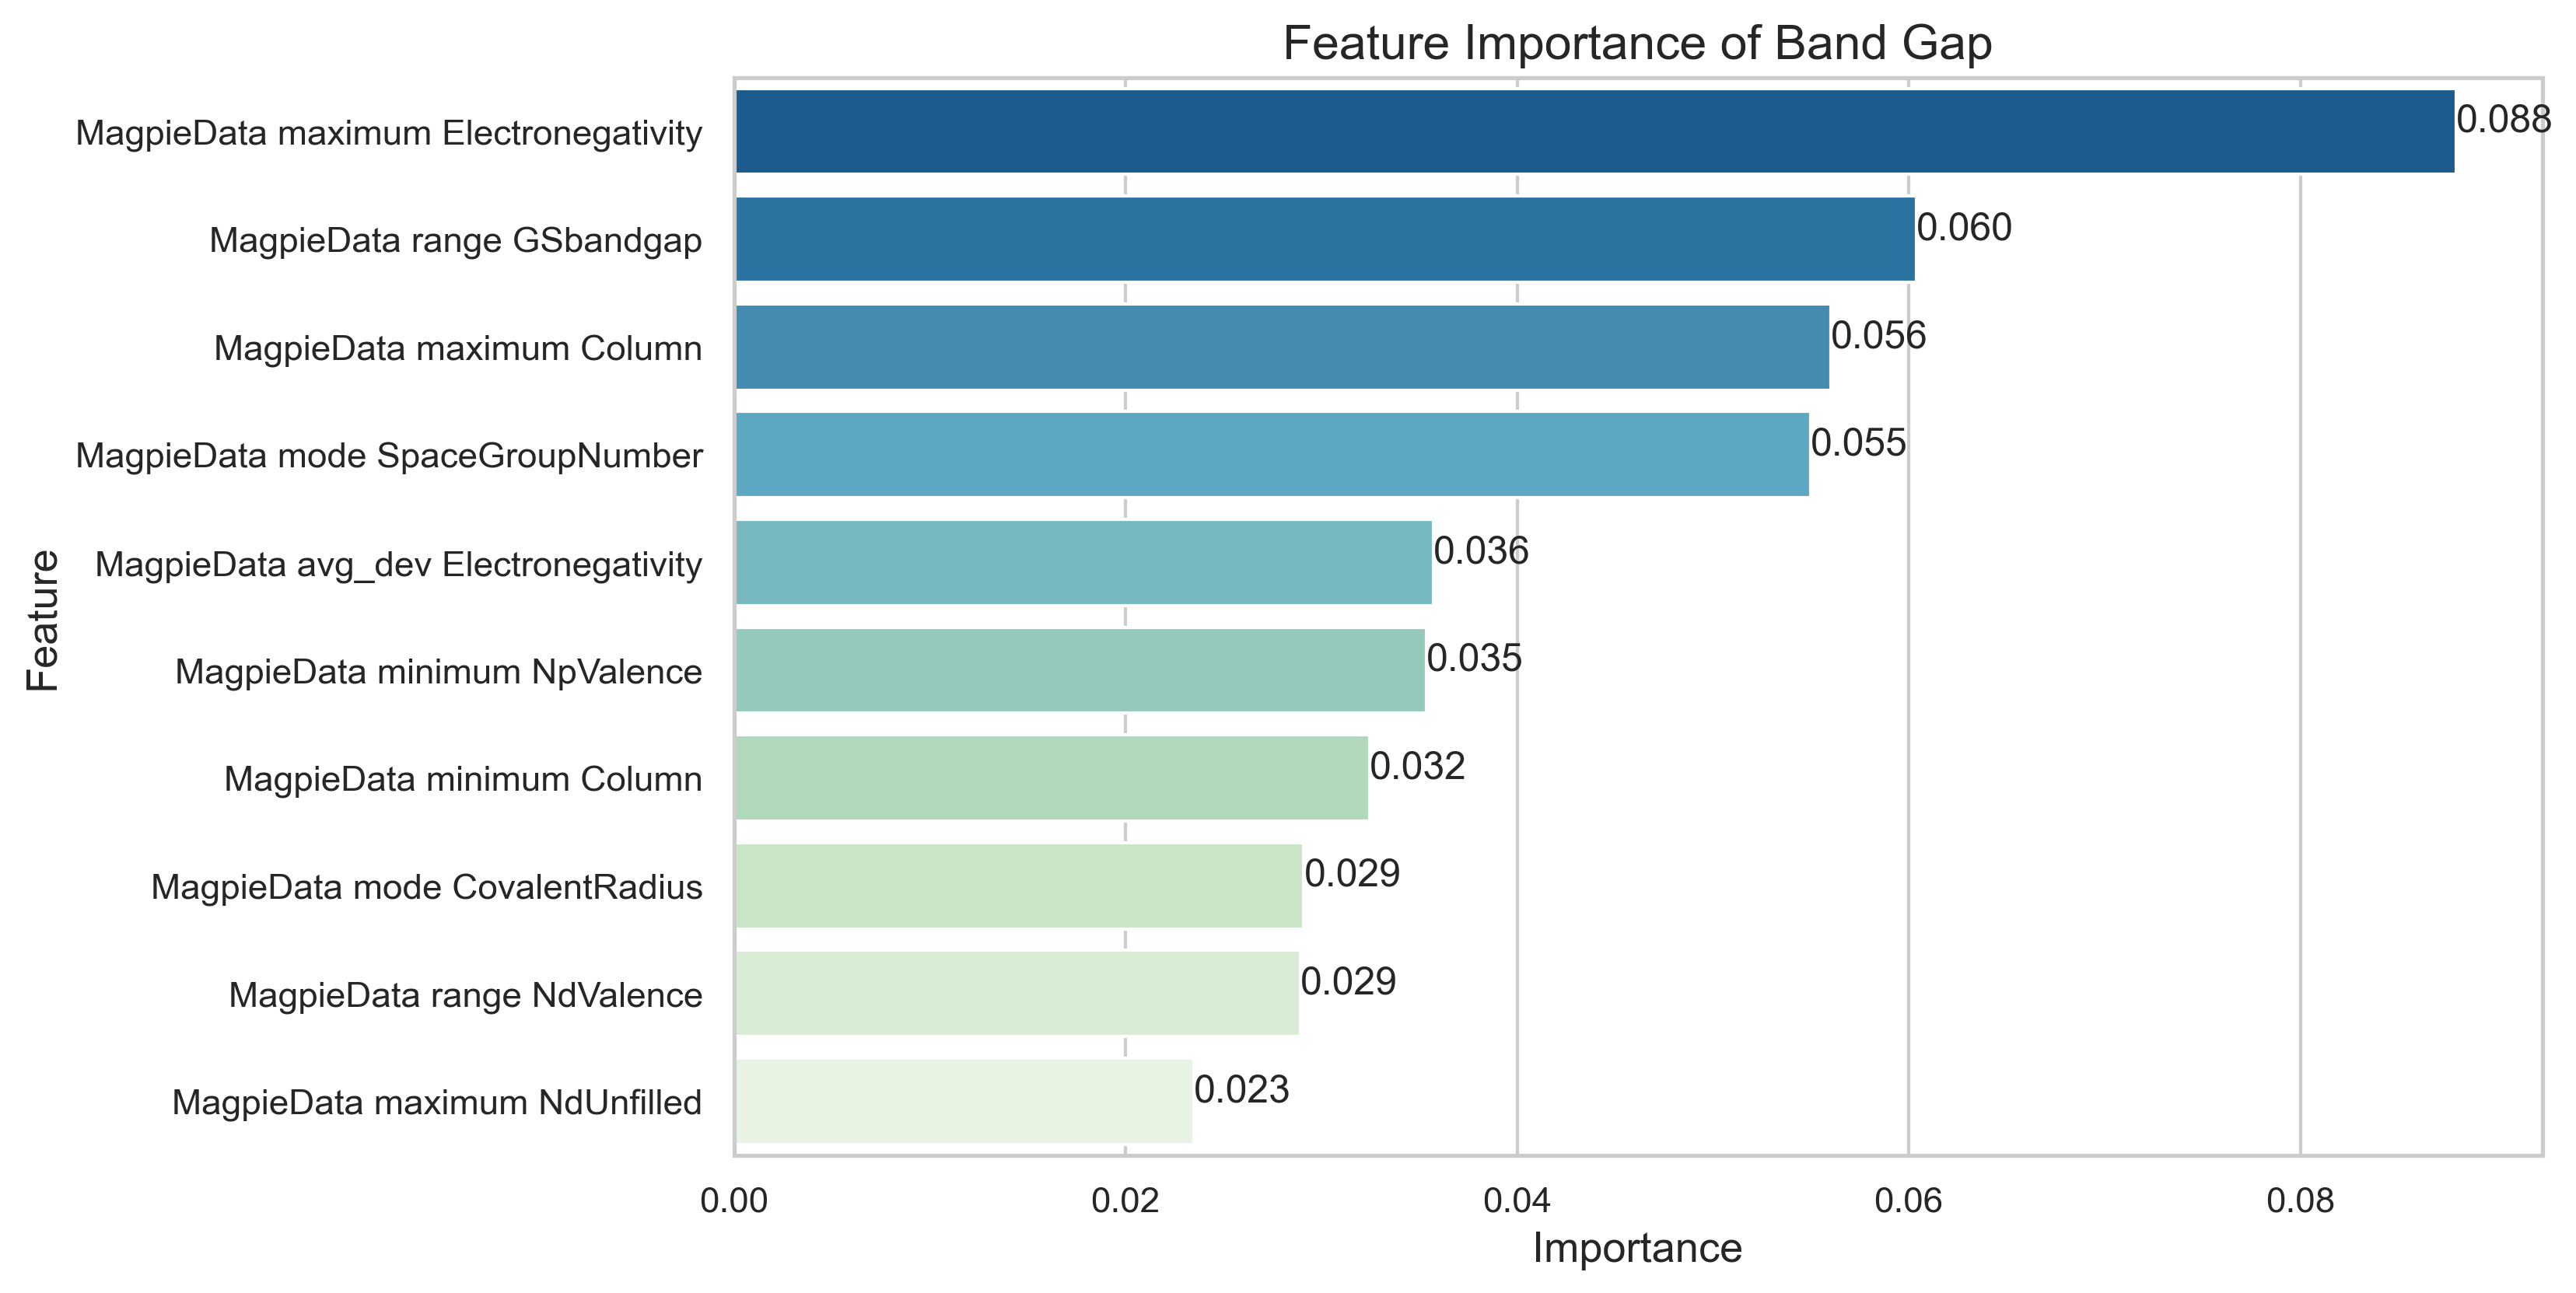 Feature Importance of Band Gap
MagpieData maximum Electronegativity
0.088
MagpieData range GSbandgap
0.060
MagpieData maximum Column
0.056
MagpieData mode SpaceGroupNumber
0.055
MagpieData avg_dev Electronegativity
0.036
MagpieData minimum NpValence
0.035
MagpieData minimum Column
0.032
MagpieData mode CovalentRadius
0.029
MagpieData range NdValence
0.029
MagpieData maximum NdUnfilled
0.023
Feature
0.00 0.02 0.04 0.06 0.08
Importance